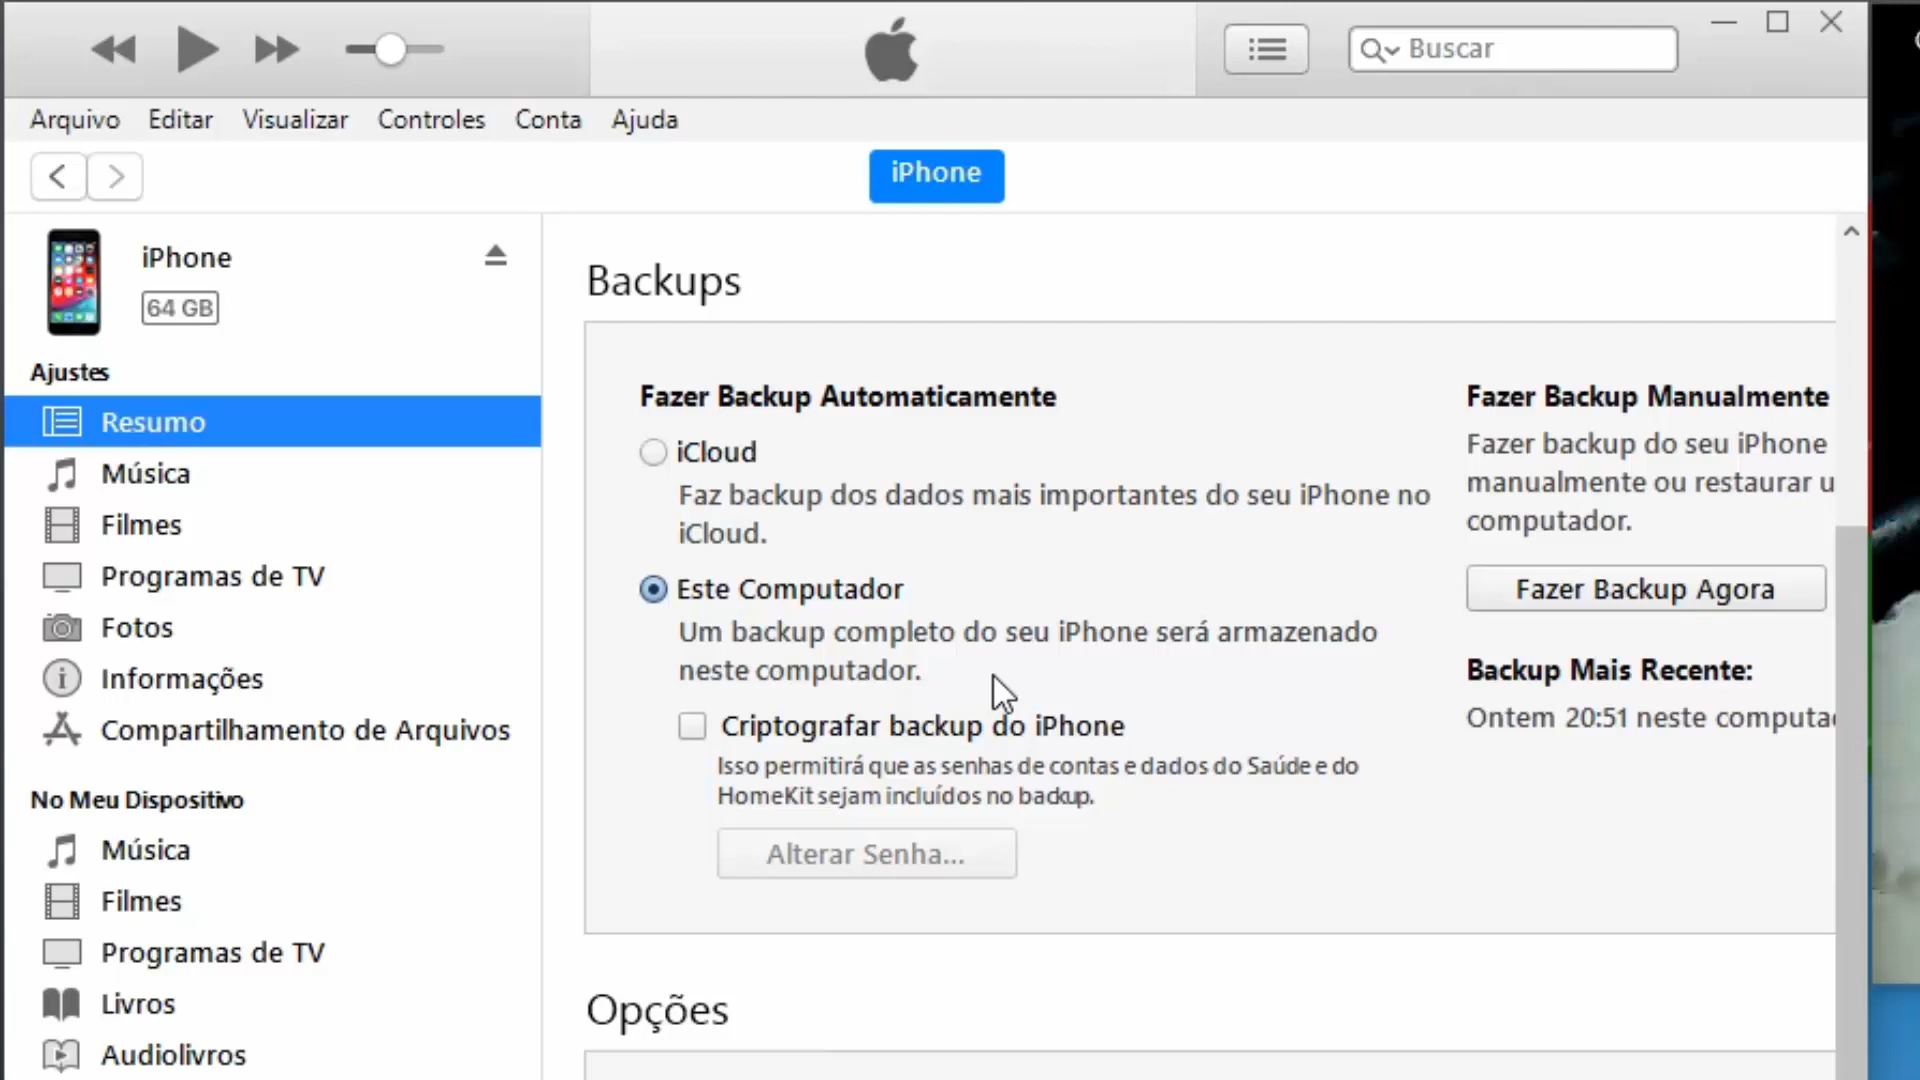 Buscar
Arquivo Editar Visualizar Controles Conta Ajuda
iPhone
iPhone
64 GB
Ajustes
Resumo
Música
Filmes
Programas de TV
Fotos
Informações
Compartilhamento de Arquivos
No Meu Dispositivo
Música
Filmes
Programas de TV
Livros
Audiolivros
Backups
Fazer Backup Automaticamente
iCloud
Faz backup dos dados mais importantes do seu iPhone no
iCloud.
Este Computador
Um backup completo do seu iPhone será armazenado
neste computador.
Criptografar backup do iPhone
Isso permitirá que as senhas de contas e dados do Saúde e do
HomeKit sejam incluídos no backup.
Alterar Senha...
Fazer Backup Manualmente
Fazer backup do seu iPhone
manualmente ou restaurar u
computador.
Fazer Backup Agora
Backup Mais Recente:
Ontem 20:51 neste computa
Opções